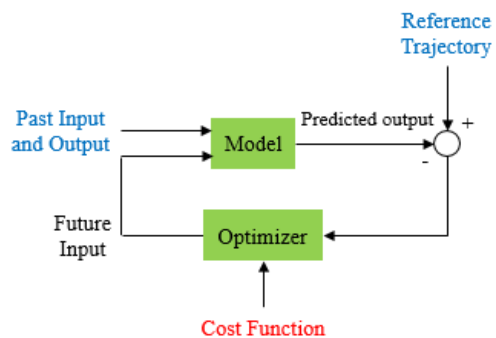 Reference
Trajectory
Past Input
and Output
Predicted output
+
-
Model
Future
Input
Optimizer
Cost Function